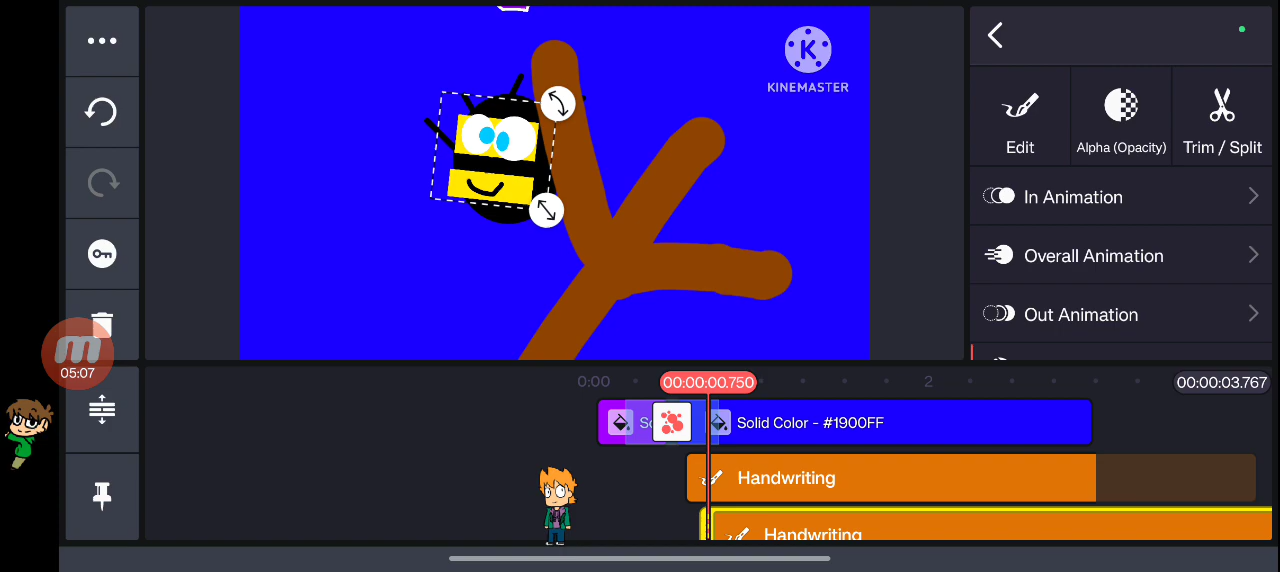 KINEMASTER
Edit
Alpha (Opacity)
Trim / Split
In Animation
Overall Animation
Out Animation
05:07
0:00
00:00:00.750
2
00:00:03.767
Solid Color - #1900FF
Handwriting
Handwriting